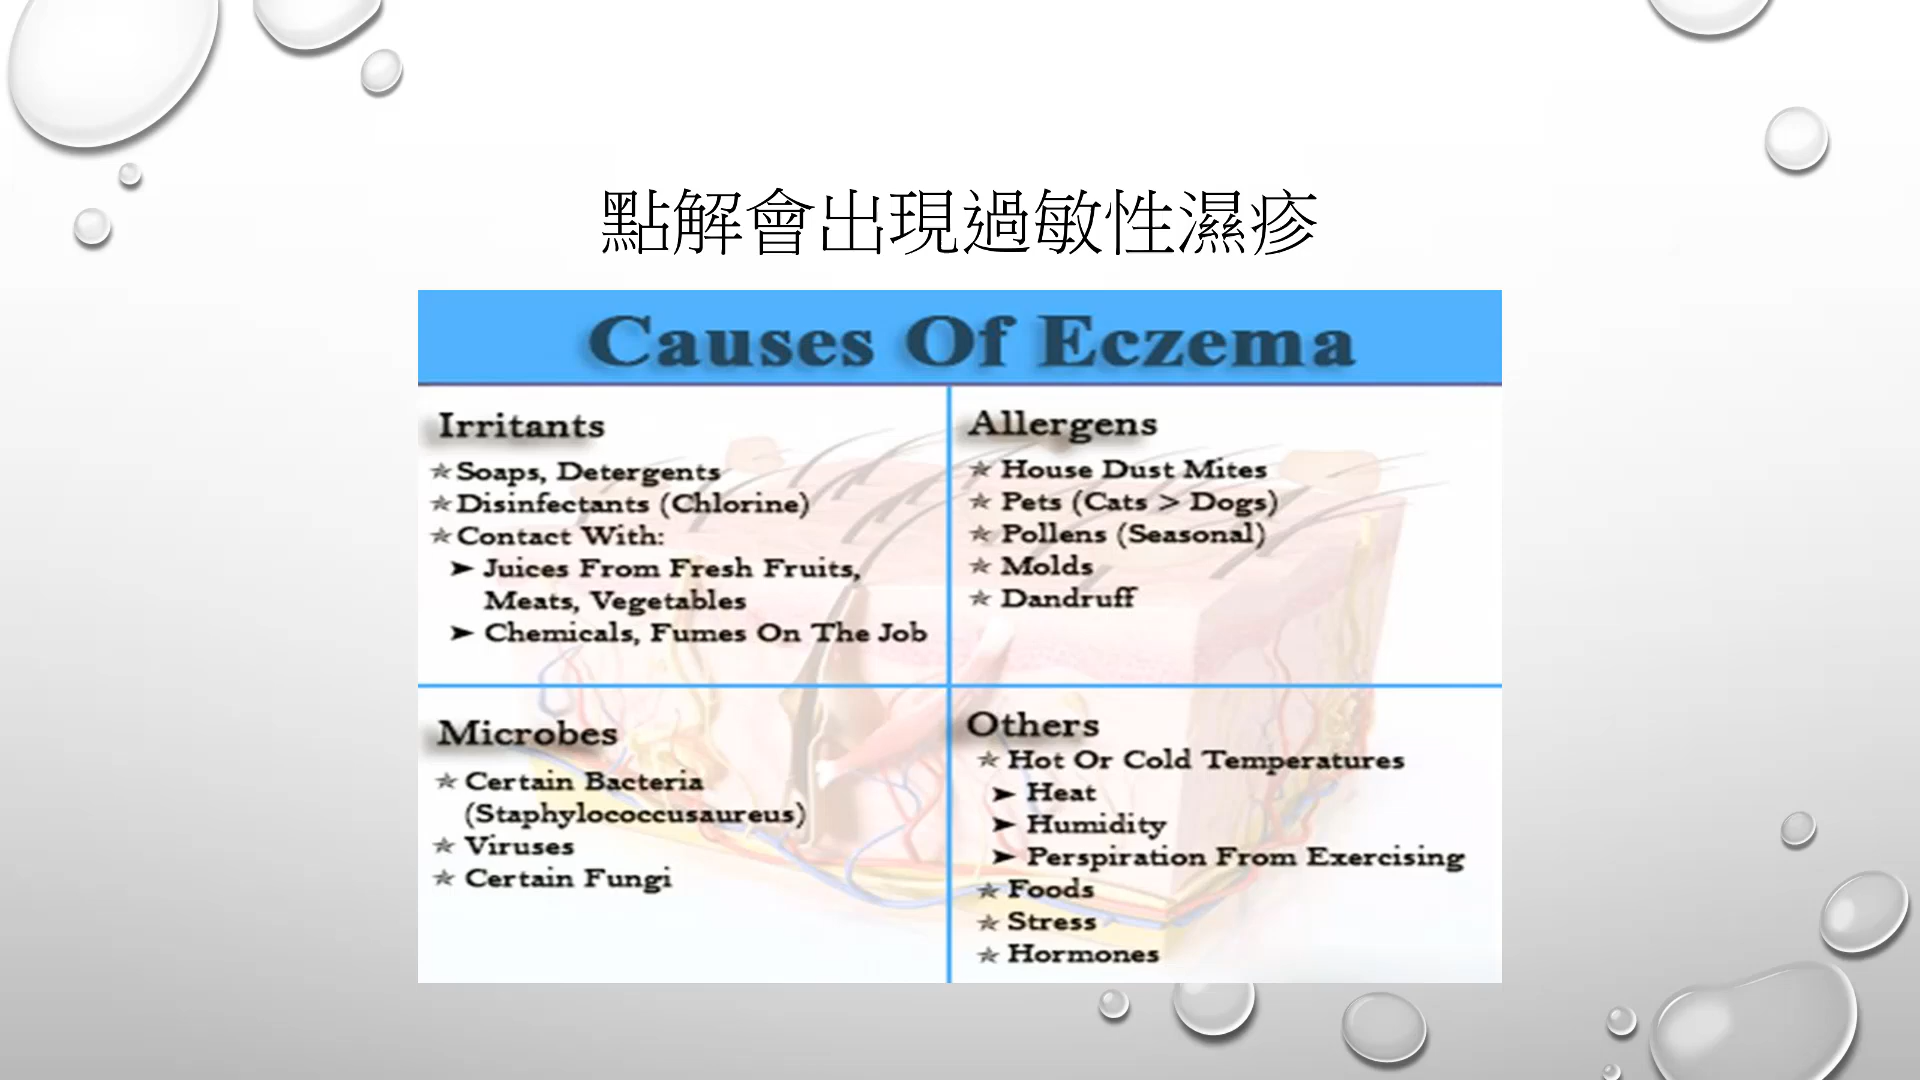 點解會出現過敏性濕疹
Causes Of Eczema
Irritants
Soaps, Detergents
Disinfectants (Chlorine)
Contact With:
Juices From Fresh Fruits,
Meats, Vegetables
Chemicals, Fumes On The Job
Allergens
House Dust Mites
Pets (Cats > Dogs)
Pollens (Seasonal)
Molds
Dandruff
Microbes
Certain Bacteria
(Staphylococcusaureus)
Viruses
Certain Fungi
Others
Hot Or Cold Temperatures
Heat
Humidity
Perspiration From Exercising
Foods
Stress
Hormones